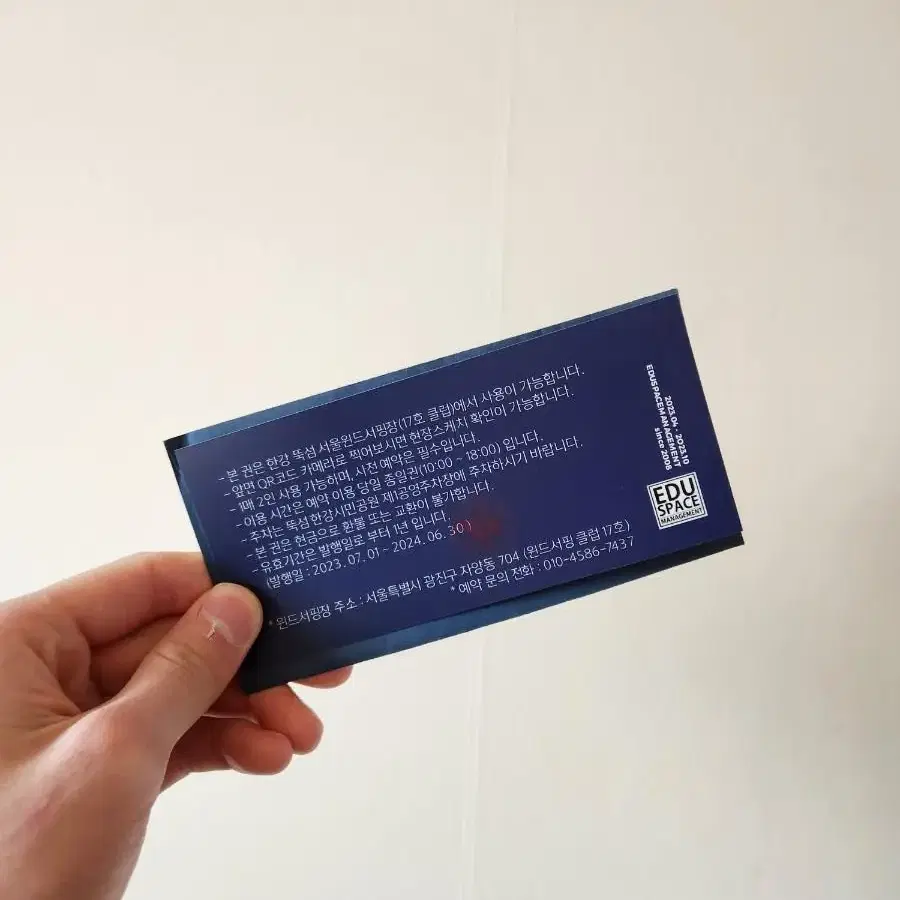 - 본 권은 한강 뚝섬 서울윈드서핑장(17호 클럽)에서 사용이 가능합니다.
- 앞면 QR코드 카메라로 찍어보시면 현장스케치 확인이 가능합니다.
- 1매 2인 사용 가능하며, 사전 예약은 필수입니다.
- 이용 시간은 예약 이용 당일 종일권(10:00 ~ 18:00) 입니다.
- 주차는 뚝섬 한강시민공원 제1공영주차장에 주차하시기 바랍니다.
- 본 권은 현금으로 환불 또는 교환이 불가합니다.
- 유효기간은 발행일로 부터 1년 입니다.
(발행일 : 2023. 07. 01 ~ 2024. 06. 30 )
* 윈드서핑장 주소 : 서울특별시 광진구 자양동 704 (윈드서핑 클럽 17호)
* 예약 문의 전화 : 010-4586-7437
2023.04 - 2023.10
EDUSPACEMANAGEMENT
since 2006
EDU
SPACE
MANAGEMENT